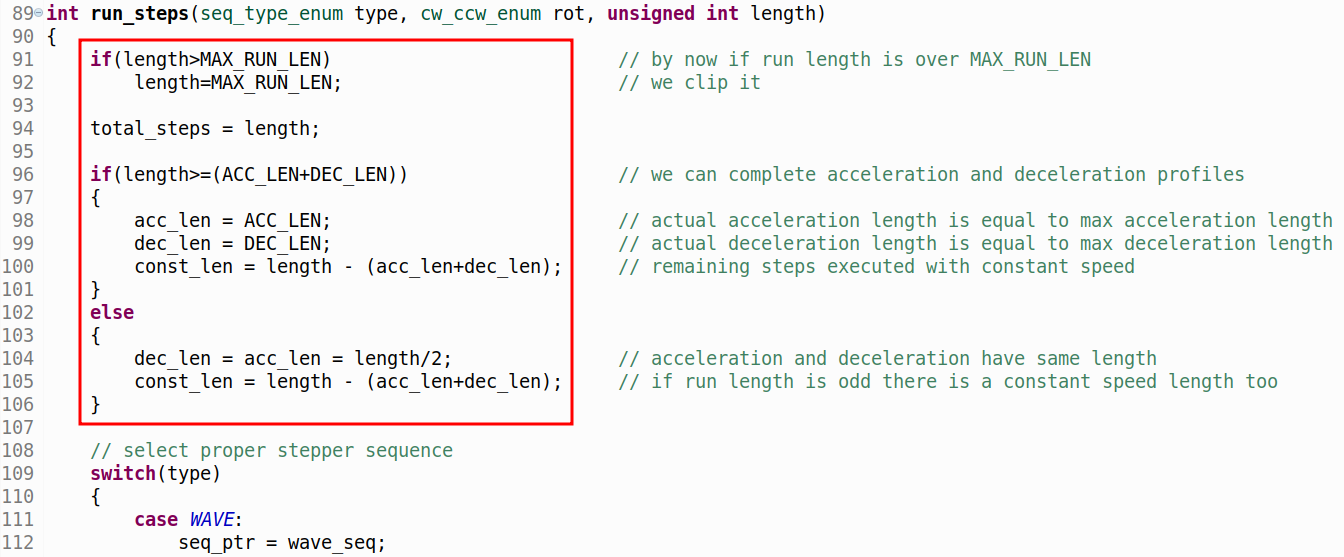 89 int run_steps(seq_type_enum type, cw_ccw_enum rot, unsigned int length)
90 {
91     if(length>MAX_RUN_LEN)                          // by now if run length is over MAX_RUN_LEN
92         length=MAX_RUN_LEN;                         // we clip it
93
94     total_steps = length;
95
96     if(length>=(ACC_LEN+DEC_LEN))                   // we can complete acceleration and deceleration profiles
97     {
98         acc_len = ACC_LEN;                          // actual acceleration length is equal to max acceleration length
99         dec_len = DEC_LEN;                          // actual deceleration length is equal to max deceleration length
100         const_len = length - (acc_len+dec_len);     // remaining steps executed with constant speed
101     }
102     else
103     {
104         dec_len = acc_len = length/2;               // acceleration and deceleration have same length
105         const_len = length - (acc_len+dec_len);     // if run length is odd there is a constant speed length too
106     }
107
108     // select proper stepper sequence
109     switch(type)
110     {
111         case WAVE:
112             seq_ptr = wave_seq;